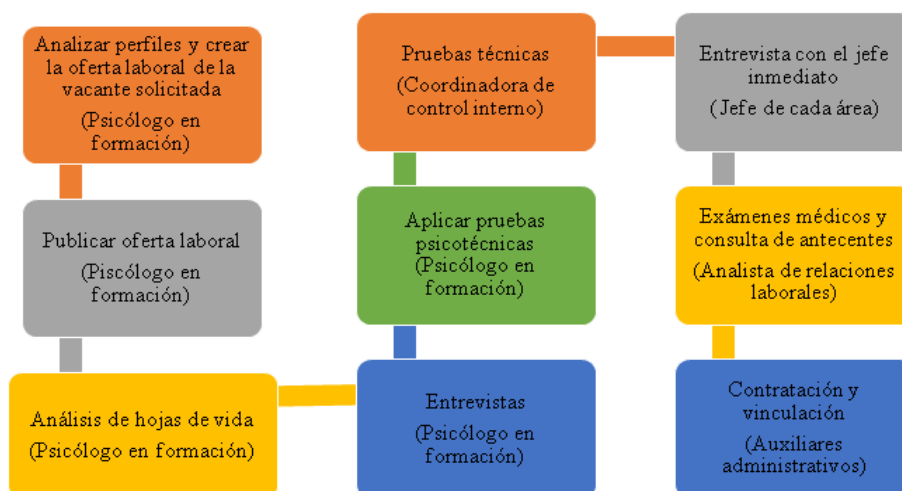 Analizar perfiles y crear
la oferta laboral de la
vacante solicitada
(Psicólogo en
formación)
Publicar oferta laboral
(Piscólogo en
formación)
Análisis de hojas de vida
(Psicólogo en formación)
Entrevistas
(Psicólogo en
formación)
Aplicar pruebas
psicotécnicas
(Psicólogo en
formación)
Pruebas técnicas
(Coordinadora de
control interno)
Entrevista con el jefe
inmediato
(Jefe de cada área)
Exámenes médicos y
consulta de antecentes
(Analista de relaciones
laborales)
Contratación y
vinculación
(Auxiliares
administrativos)